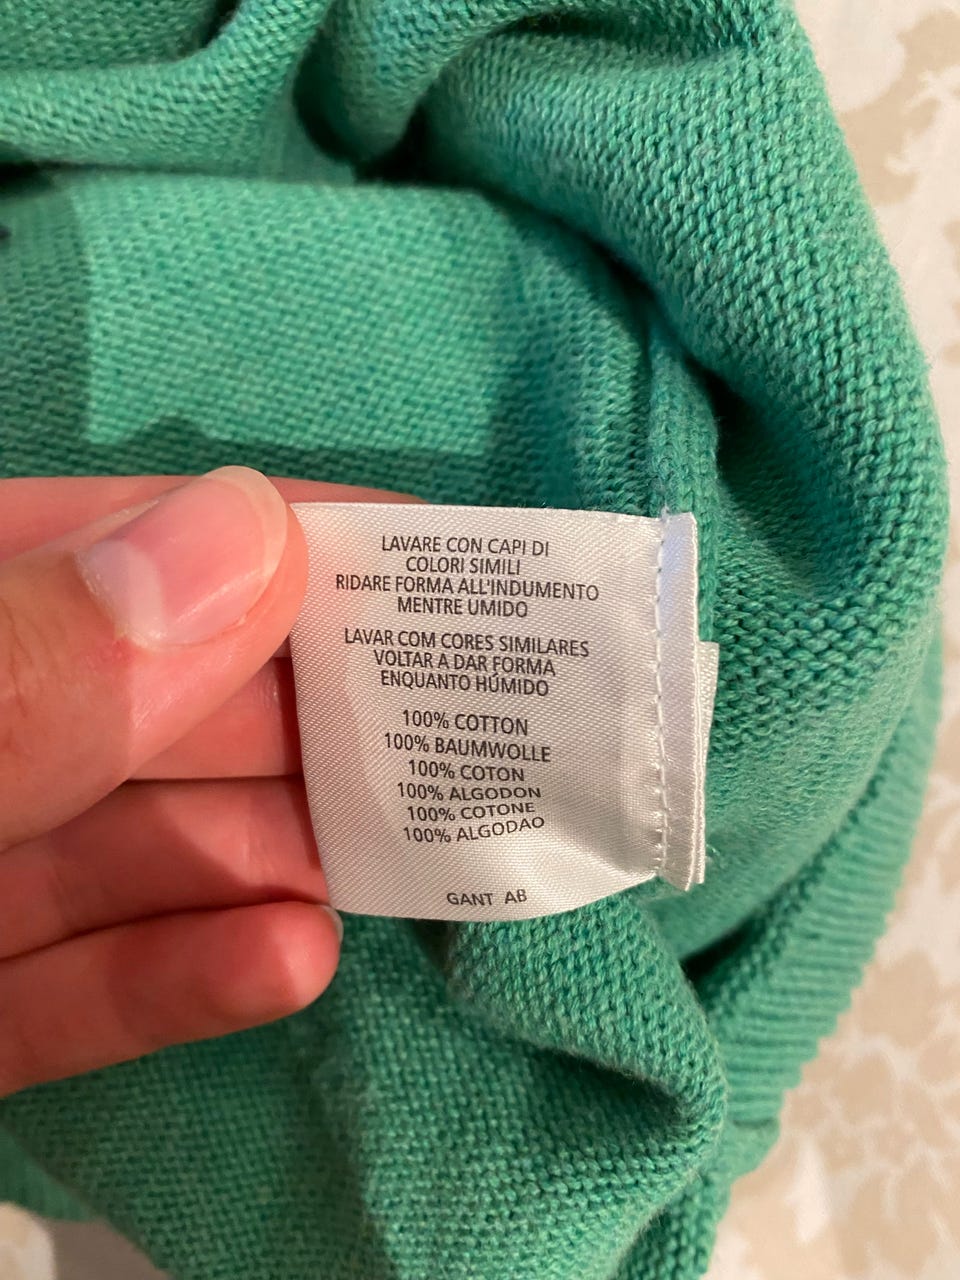 LAVARE CON CAPI DI
COLORI SIMILI
RIDARE FORMA ALL'INDUMENTO
MENTRE UMIDO
LAVAR COM CORES SIMILARES
VOLTAR A DAR FORMA
ENQUANTO HÚMIDO
100% COTTON
100% BAUMWOLLE
100% COTON
100% ALGODON
100% COTONE
100% ALGODAO
GANT AB